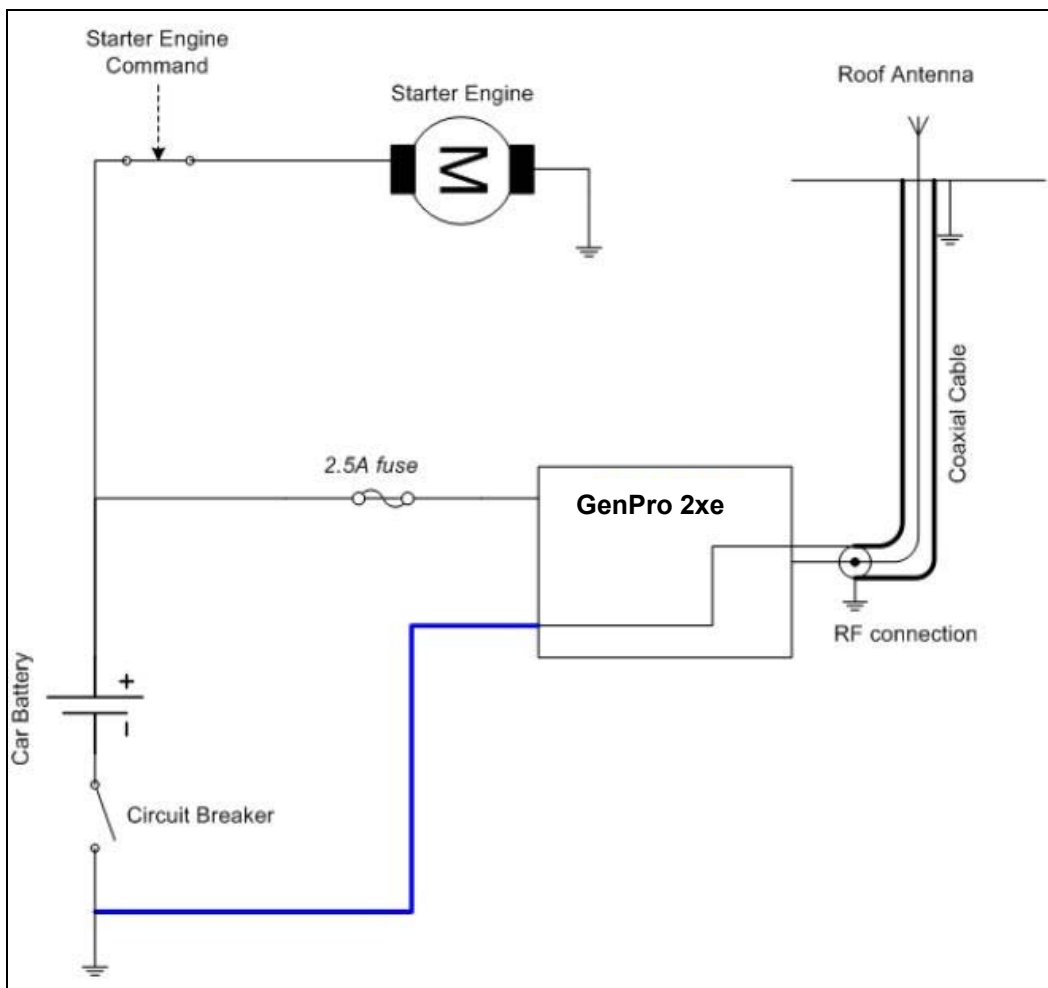 Starter Engine
Command
Starter Engine
M
Roof Antenna
Coaxial Cable
2.5A fuse
GenPro 2xe
RF connection
Car Battery
+
−
Circuit Breaker